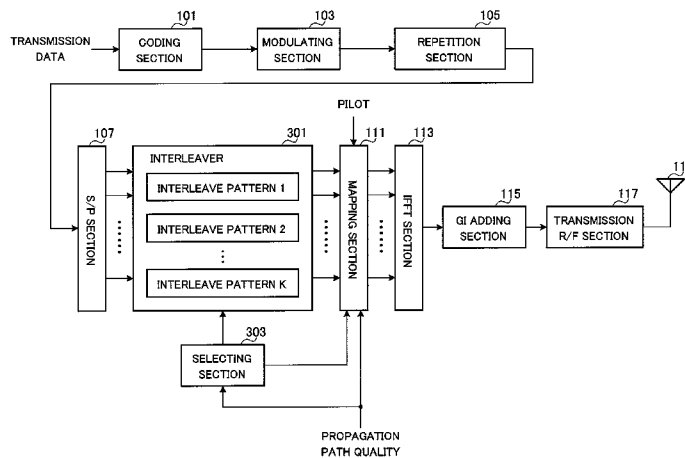 101
103
105
TRANSMISSION
DATA
CODING
SECTION
MODULATING
SECTION
REPETITION
SECTION
PILOT
107
301
111
113
S/P SECTION
INTERLEAVER
INTERLEAVE PATTERN 1
INTERLEAVE PATTERN 2
INTERLEAVE PATTERN K
MAPPING SECTION
IFFT SECTION
115
117
11
GI ADDING
SECTION
TRANSMISSION
R/F SECTION
303
SELECTING
SECTION
PROPAGATION
PATH QUALITY